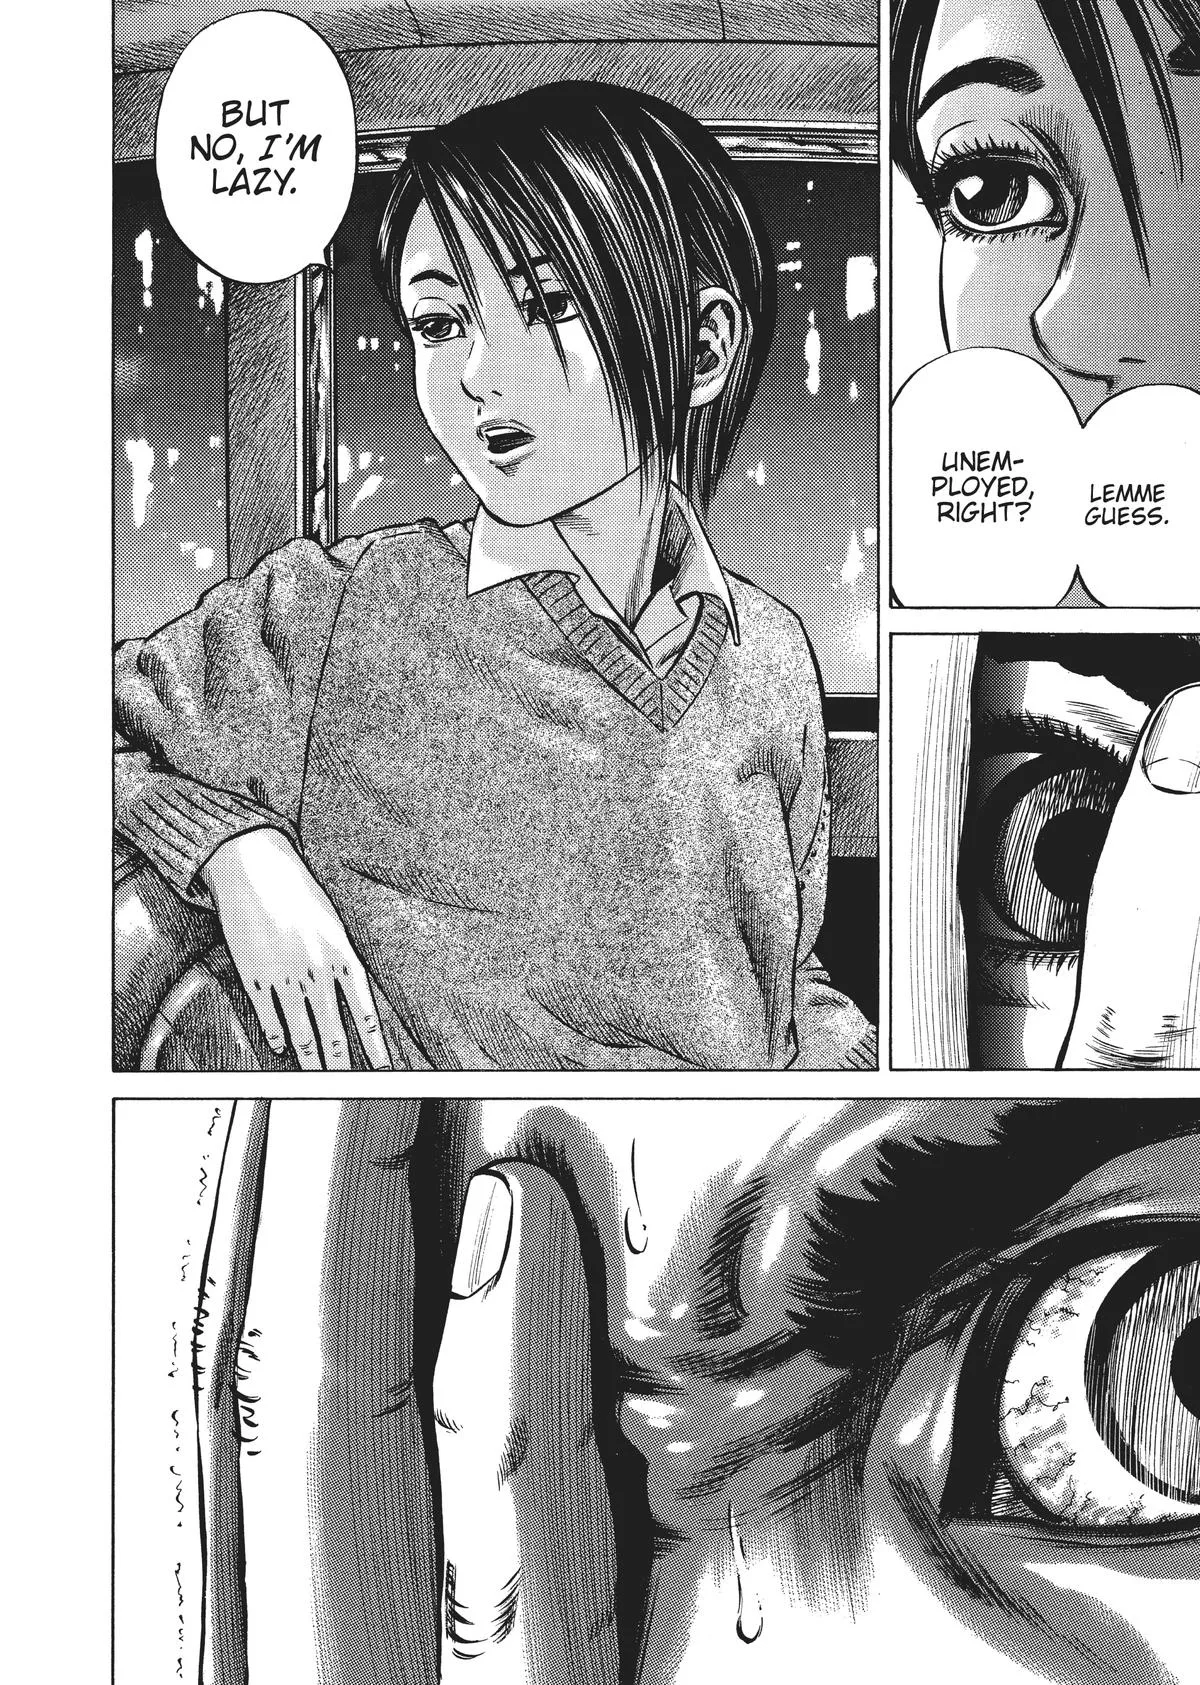 LEMME
GUESS.
UNEM-
PLOYED,
RIGHT?
BUT
NO, I'M
LAZY.